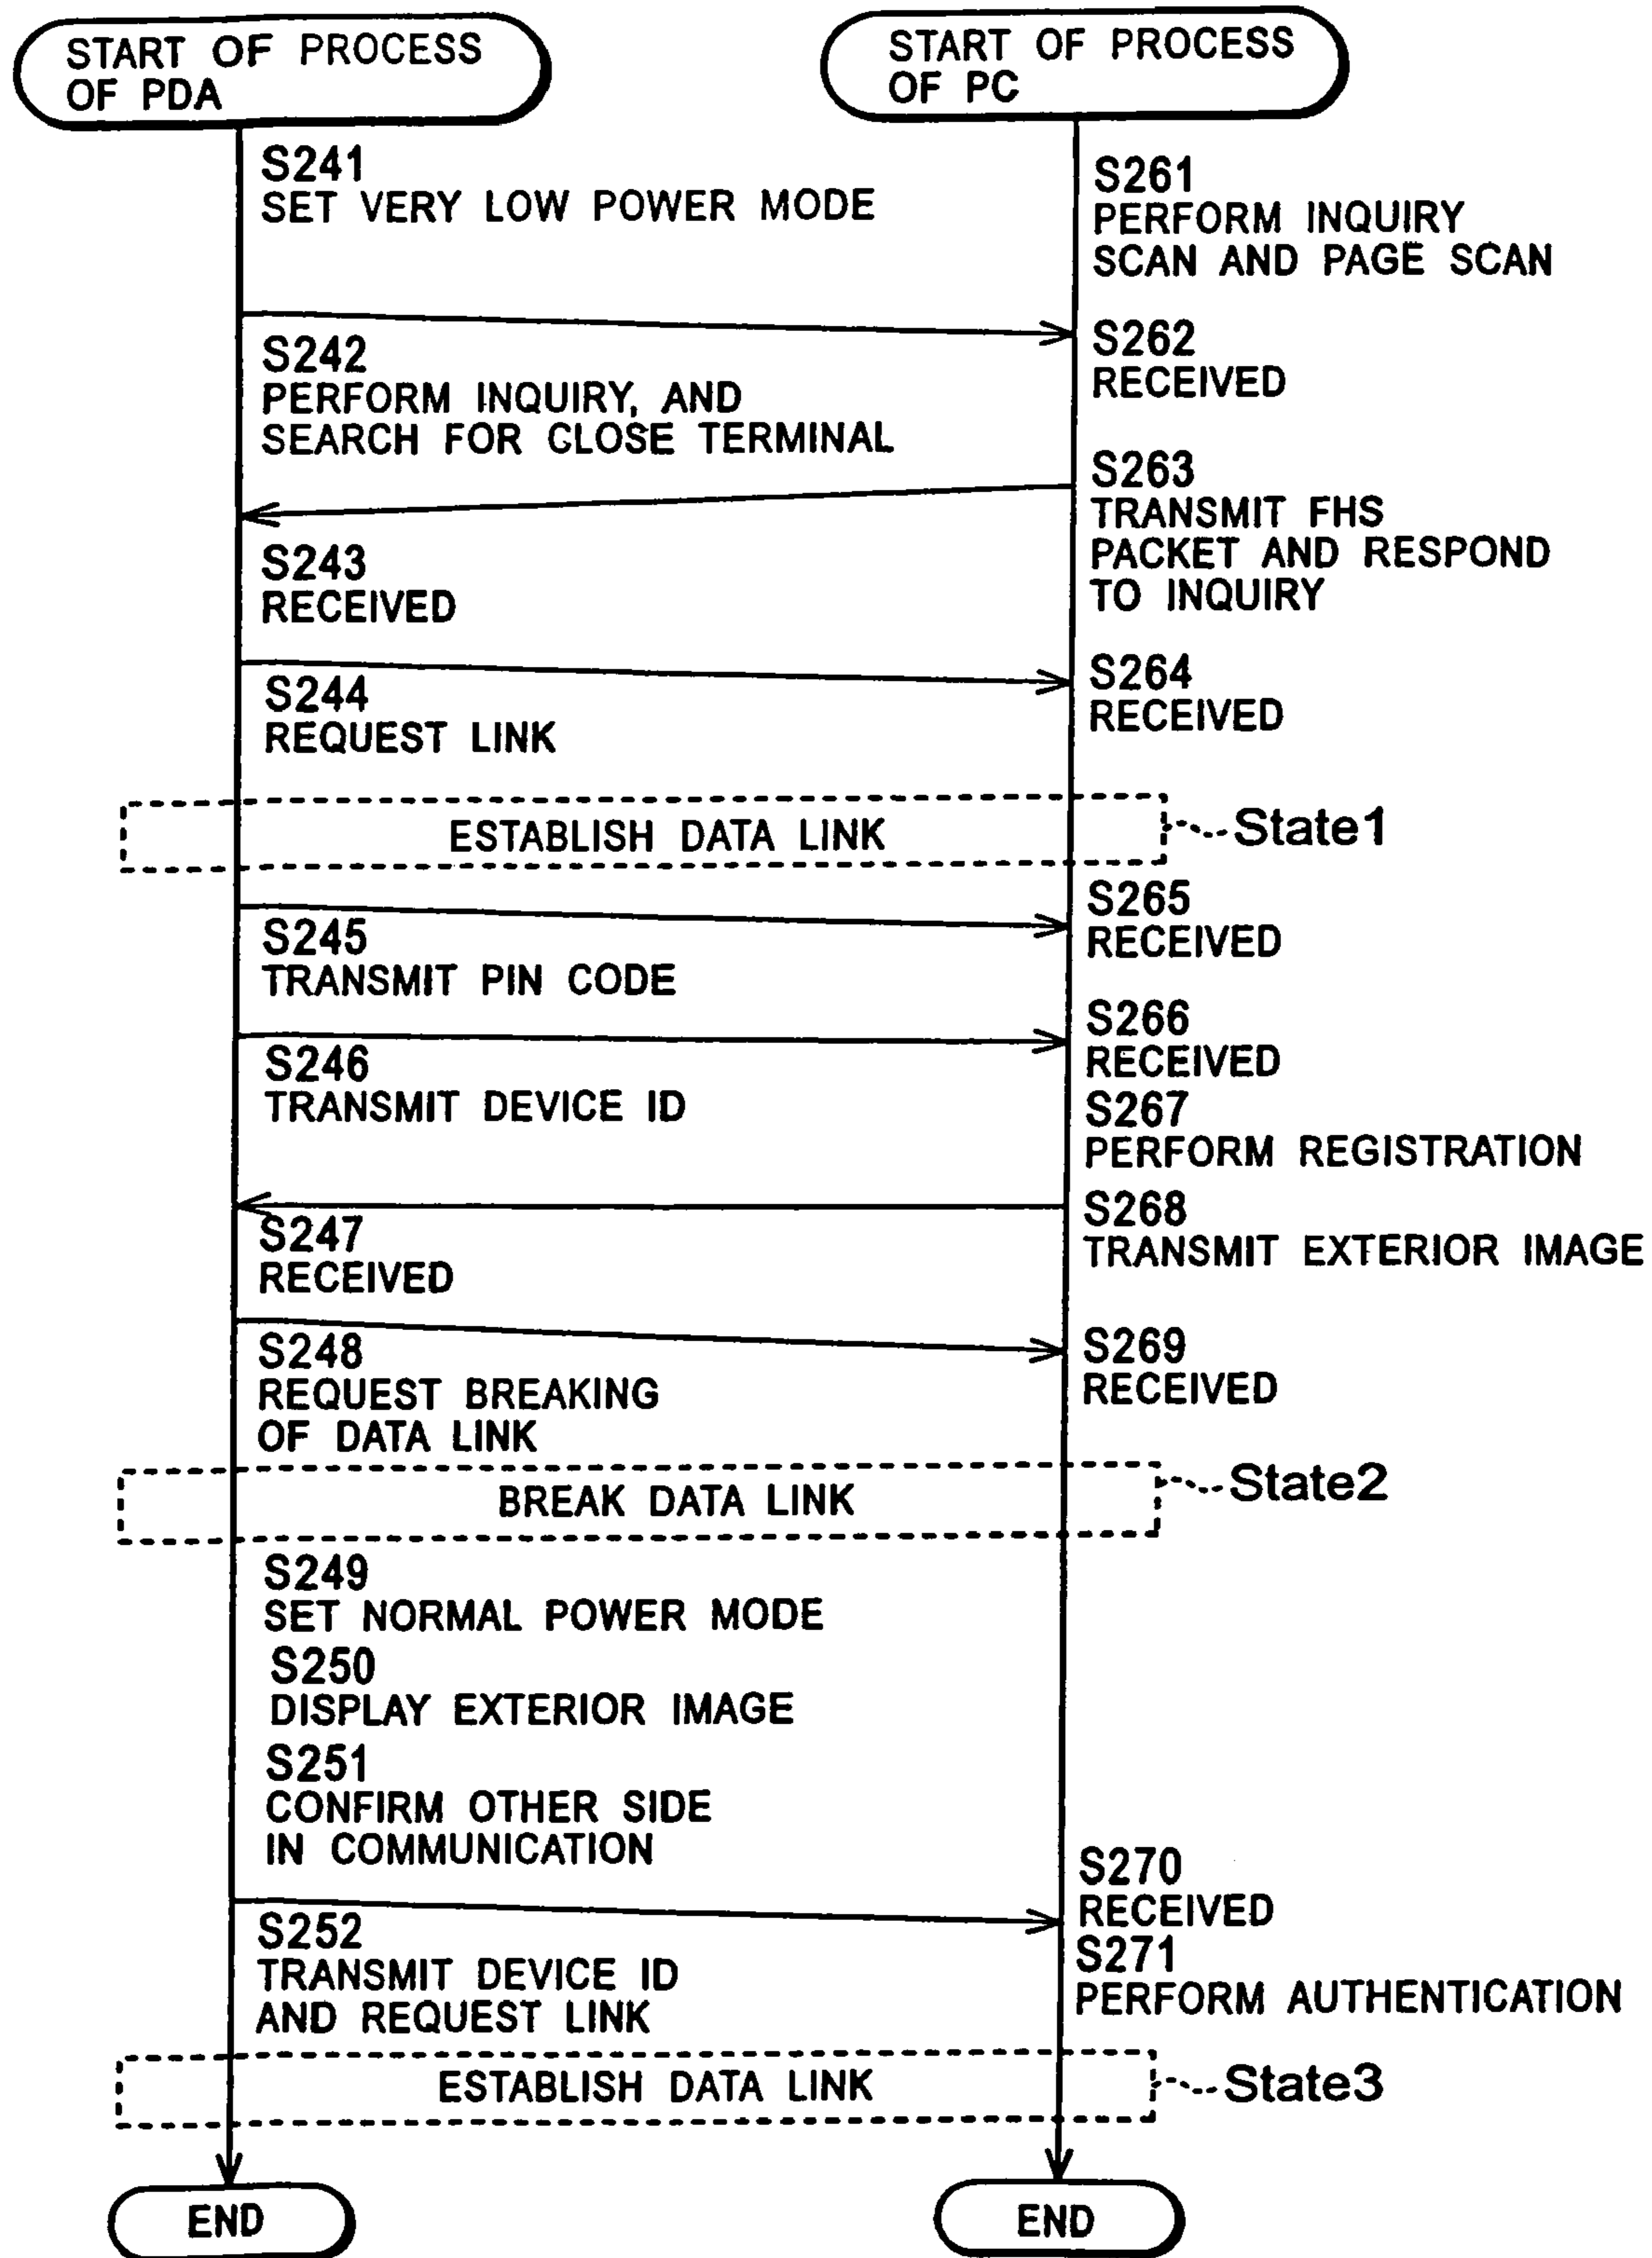 START OF PROCESS
OF PDA
START OF PROCESS
OF PC
S241
SET VERY LOW POWER MODE
S261
PERFORM INQUIRY
SCAN AND PAGE SCAN
S242
PERFORM INQUIRY, AND
SEARCH FOR CLOSE TERMINAL
S262
RECEIVED
S263
TRANSMIT FHS
PACKET AND RESPOND
TO INQUIRY
S243
RECEIVED
S244
REQUEST LINK
S264
RECEIVED
ESTABLISH DATA LINK
State1
S245
TRANSMIT PIN CODE
S265
RECEIVED
S246
TRANSMIT DEVICE ID
S266
RECEIVED
S267
PERFORM REGISTRATION
S268
TRANSMIT EXTERIOR IMAGE
S247
RECEIVED
S248
REQUEST BREAKING
OF DATA LINK
S269
RECEIVED
BREAK DATA LINK
State2
S249
SET NORMAL POWER MODE
S250
DISPLAY EXTERIOR IMAGE
S251
CONFIRM OTHER SIDE
IN COMMUNICATION
S270
RECEIVED
S252
TRANSMIT DEVICE ID
AND REQUEST LINK
S271
PERFORM AUTHENTICATION
ESTABLISH DATA LINK
State3
END
END